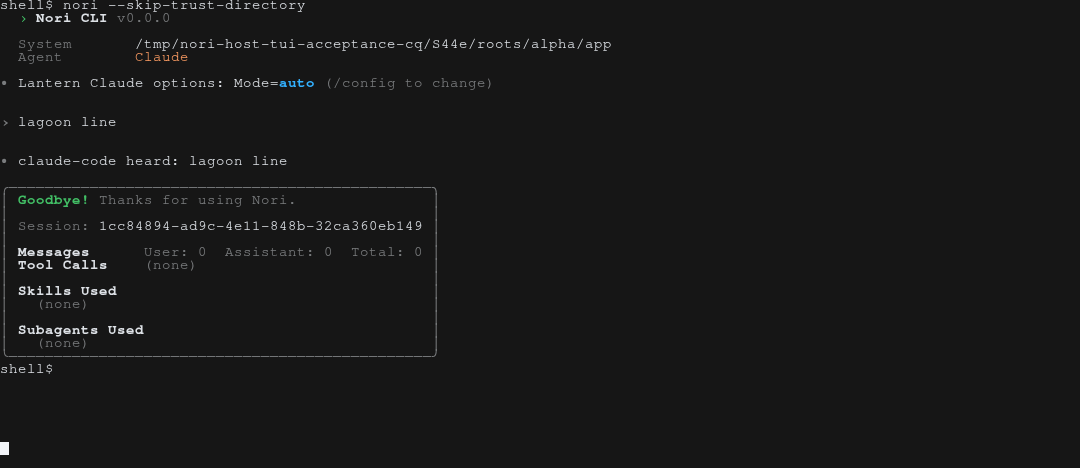 shell$ nori --skip-trust-directory
› Nori CLI v0.0.0
System /tmp/nori-host-tui-acceptance-cq/S44e/roots/alpha/app
Agent Claude
• Lantern Claude options: Mode=auto (/config to change)
› lagoon line
• claude-code heard: lagoon line
Goodbye! Thanks for using Nori.
Session: 1cc84894-ad9c-4e11-848b-32ca360eb149
Messages User: 0 Assistant: 0 Total: 0
Tool Calls (none)
Skills Used
(none)
Subagents Used
(none)
shell$